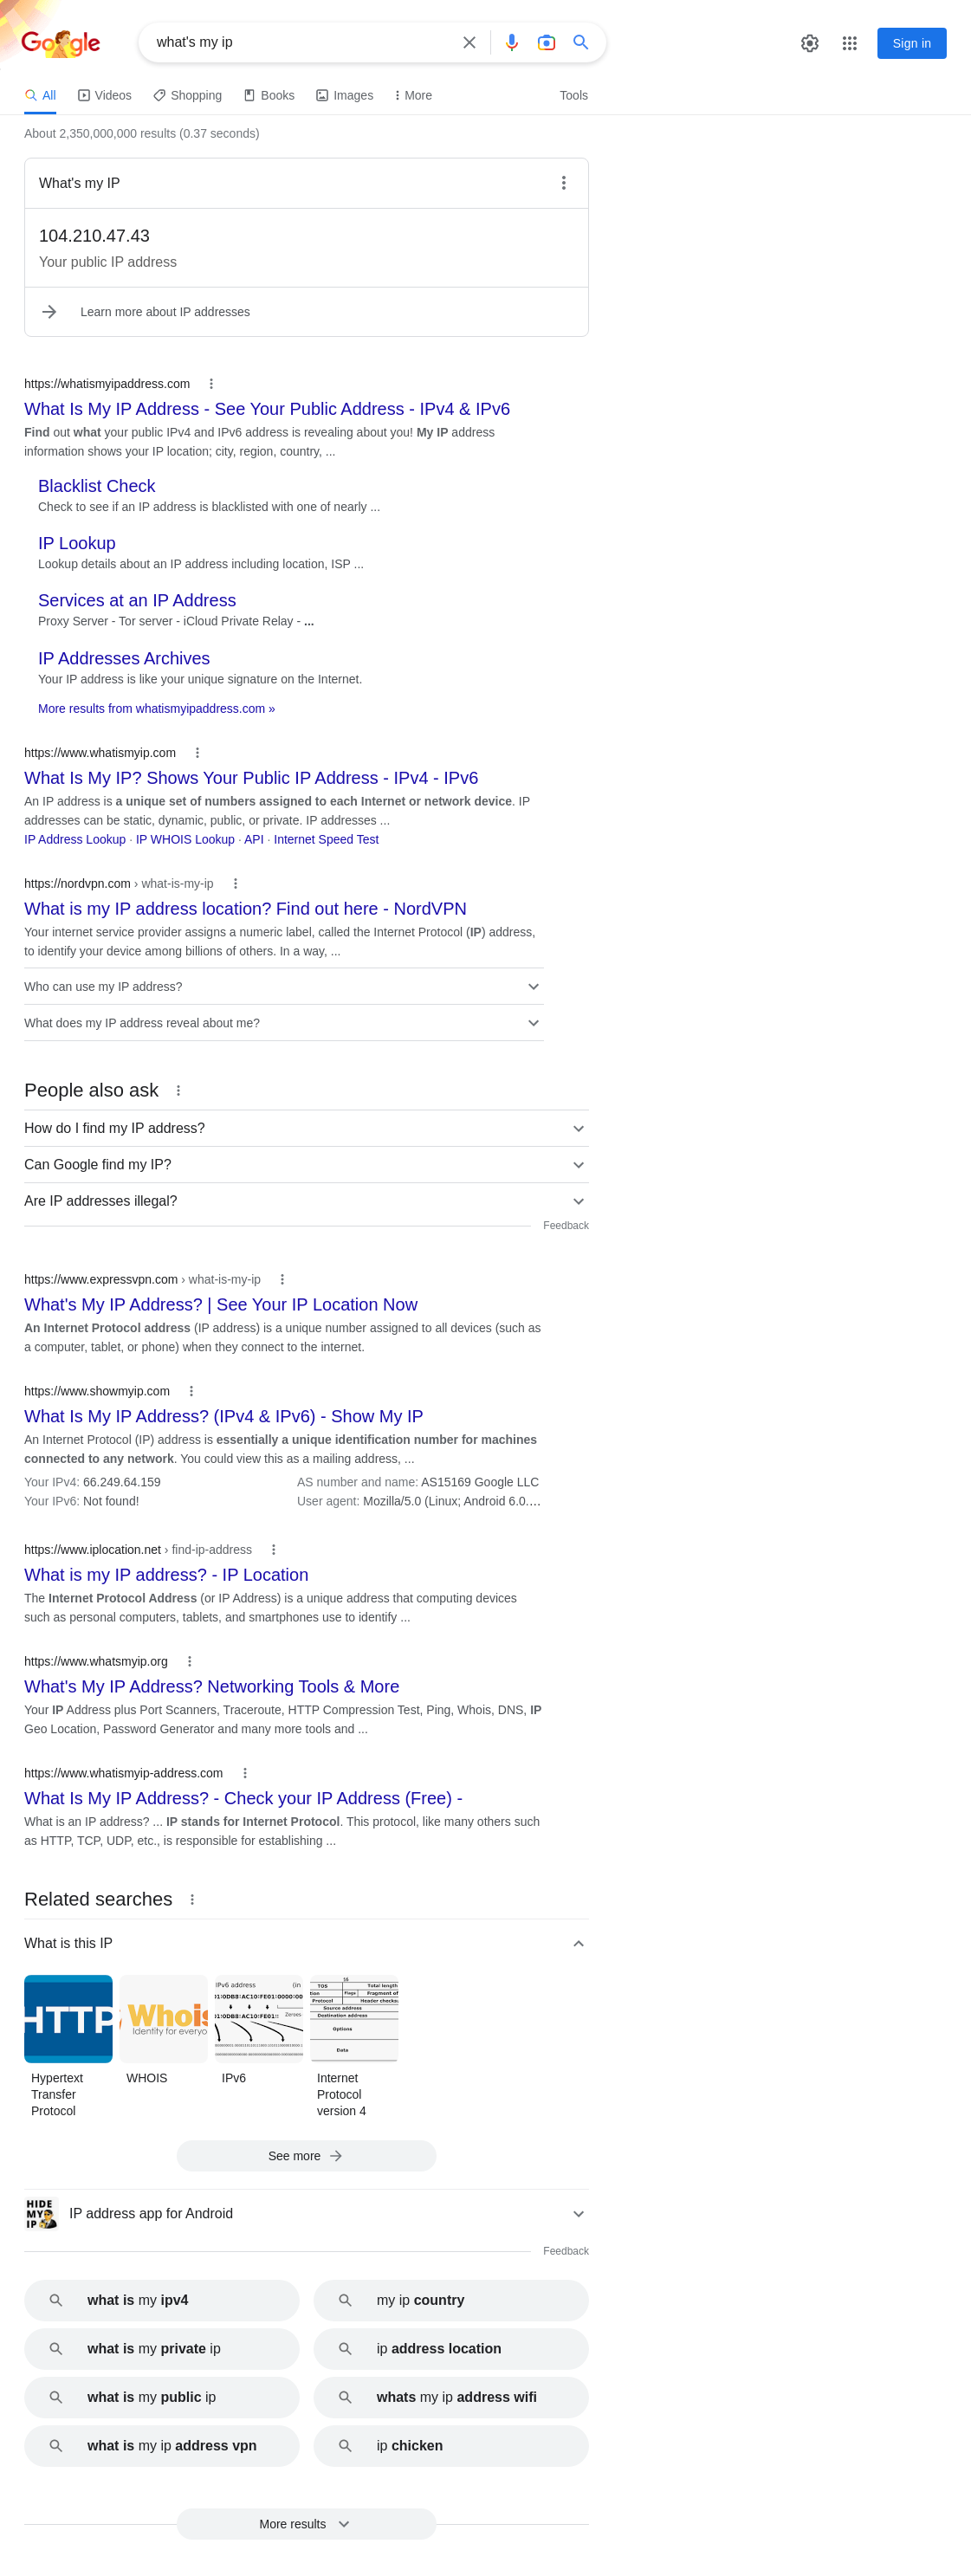 Google
what's my ip
Sign in
All
Videos
Shopping
Books
Images
More
Tools
About 2,350,000,000 results (0.37 seconds)
What's my IP
104.210.47.43
Your public IP address
Learn more about IP addresses
https://whatismyipaddress.com
What Is My IP Address - See Your Public Address - IPv4 & IPv6
Find out what your public IPv4 and IPv6 address is revealing about you! My IP address
information shows your IP location; city, region, country, ...
Blacklist Check
Check to see if an IP address is blacklisted with one of nearly ...
IP Lookup
Lookup details about an IP address including location, ISP ...
Services at an IP Address
Proxy Server - Tor server - iCloud Private Relay - ...
IP Addresses Archives
Your IP address is like your unique signature on the Internet.
More results from whatismyipaddress.com »
https://www.whatismyip.com
What Is My IP? Shows Your Public IP Address - IPv4 - IPv6
An IP address is a unique set of numbers assigned to each Internet or network device. IP
addresses can be static, dynamic, public, or private. IP addresses ...
IP Address Lookup · IP WHOIS Lookup · API · Internet Speed Test
https://nordvpn.com › what-is-my-ip
What is my IP address location? Find out here - NordVPN
Your internet service provider assigns a numeric label, called the Internet Protocol (IP) address,
to identify your device among billions of others. In a way, ...
Who can use my IP address?
What does my IP address reveal about me?
People also ask
How do I find my IP address?
Can Google find my IP?
Are IP addresses illegal?
Feedback
https://www.expressvpn.com › what-is-my-ip
What's My IP Address? | See Your IP Location Now
An Internet Protocol address (IP address) is a unique number assigned to all devices (such as
a computer, tablet, or phone) when they connect to the internet.
https://www.showmyip.com
What Is My IP Address? (IPv4 & IPv6) - Show My IP
An Internet Protocol (IP) address is essentially a unique identification number for machines
connected to any network. You could view this as a mailing address, ...
Your IPv4: 66.249.64.159
AS number and name: AS15169 Google LLC
Your IPv6: Not found!
User agent: Mozilla/5.0 (Linux; Android 6.0....
https://www.iplocation.net › find-ip-address
What is my IP address? - IP Location
The Internet Protocol Address (or IP Address) is a unique address that computing devices
such as personal computers, tablets, and smartphones use to identify ...
https://www.whatsmyip.org
What's My IP Address? Networking Tools & More
Your IP Address plus Port Scanners, Traceroute, HTTP Compression Test, Ping, Whois, DNS, IP
Geo Location, Password Generator and many more tools and ...
https://www.whatismyip-address.com
What Is My IP Address? - Check your IP Address (Free) -
What is an IP address? ... IP stands for Internet Protocol. This protocol, like many others such
as HTTP, TCP, UDP, etc., is responsible for establishing ...
Related searches
What is this IP
HTTP
Whois
Identity for everyo
IPv6 address (in
TOS Total length
Flags Fragment of
Protocol Header checks
Source address
Destination address
Options
Data
Hypertext
Transfer
Protocol
WHOIS
IPv6
Internet
Protocol
version 4
See more
HIDE
MY
IP
IP address app for Android
Feedback
what is my ipv4
my ip country
what is my private ip
ip address location
what is my public ip
whats my ip address wifi
what is my ip address vpn
ip chicken
More results